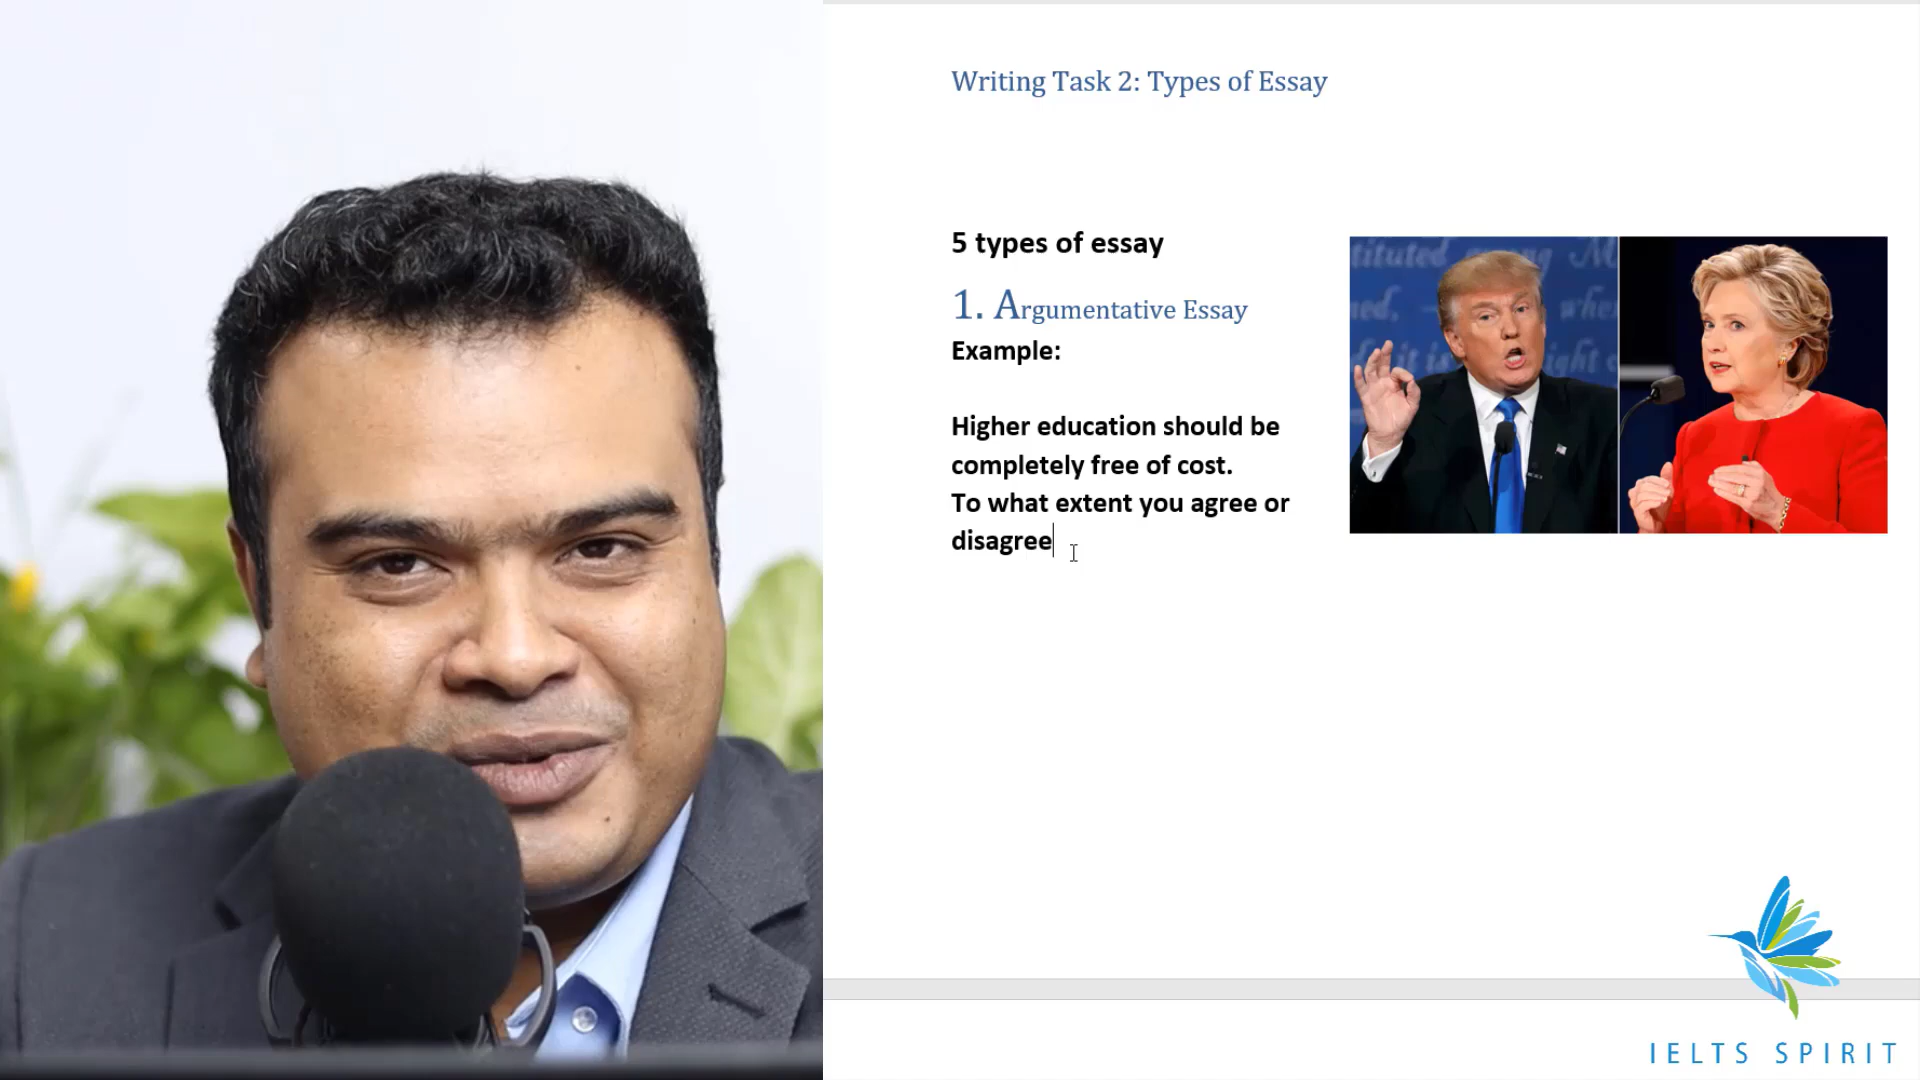 Writing Task 2: Types of Essay
5 types of essay
1. Argumentative Essay
Example:
Higher education should be
completely free of cost.
To what extent you agree or
disagree
IELTS SPIRIT